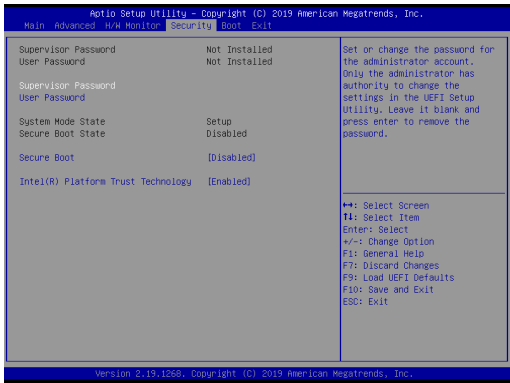 Aptio Setup Utility – Copyright (C) 2019 American Megatrends, Inc.
Main Advanced H/W Monitor Security Boot Exit
Supervisor Password Not Installed
User Password Not Installed
Supervisor Password
User Password
System Mode State Setup
Secure Boot State Disabled
Secure Boot [Disabled]
Intel(R) Platform Trust Technology [Enabled]
Set or change the password for
the administrator account.
Only the administrator has
authority to change the
settings in the UEFI Setup
Utility. Leave it blank and
press enter to remove the
password.
↔: Select Screen
↑↓: Select Item
Enter: Select
+/-: Change Option
F1: General Help
F7: Discard Changes
F9: Load UEFI Defaults
F10: Save and Exit
ESC: Exit
Version 2.19.1268. Copyright (C) 2019 American Megatrends, Inc.